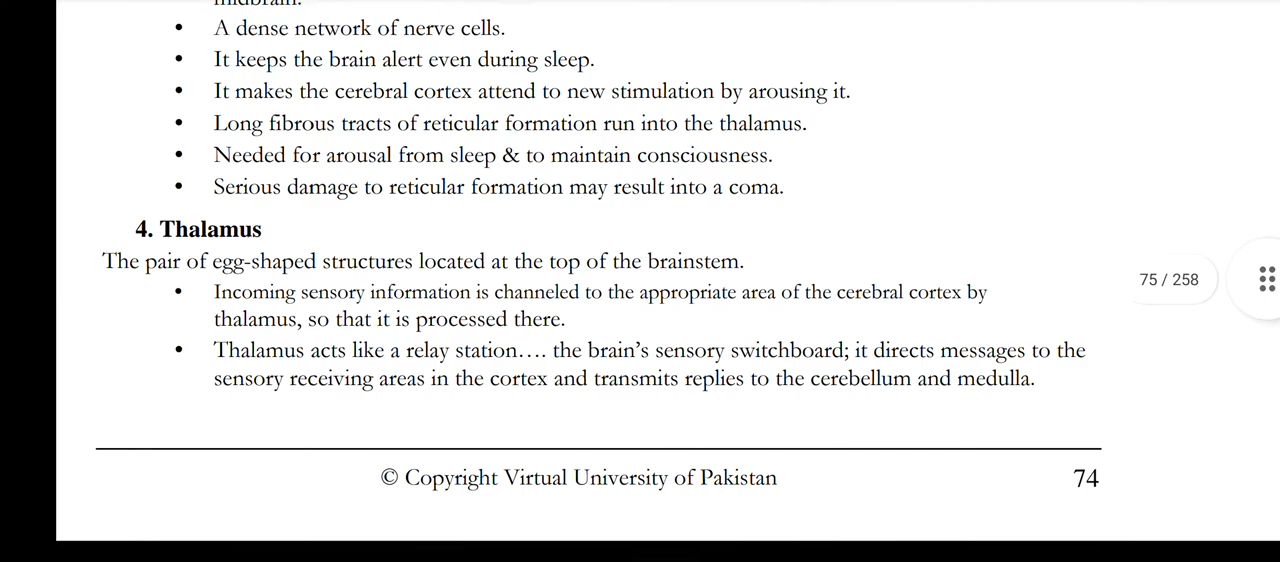 • A dense network of nerve cells.
• It keeps the brain alert even during sleep.
• It makes the cerebral cortex attend to new stimulation by arousing it.
• Long fibrous tracts of reticular formation run into the thalamus.
• Needed for arousal from sleep & to maintain consciousness.
• Serious damage to reticular formation may result into a coma.
4. Thalamus
The pair of egg-shaped structures located at the top of the brainstem.
• Incoming sensory information is channeled to the appropriate area of the cerebral cortex by
thalamus, so that it is processed there.
• Thalamus acts like a relay station…. the brain’s sensory switchboard; it directs messages to the
sensory receiving areas in the cortex and transmits replies to the cerebellum and medulla.
75 / 258
© Copyright Virtual University of Pakistan 74